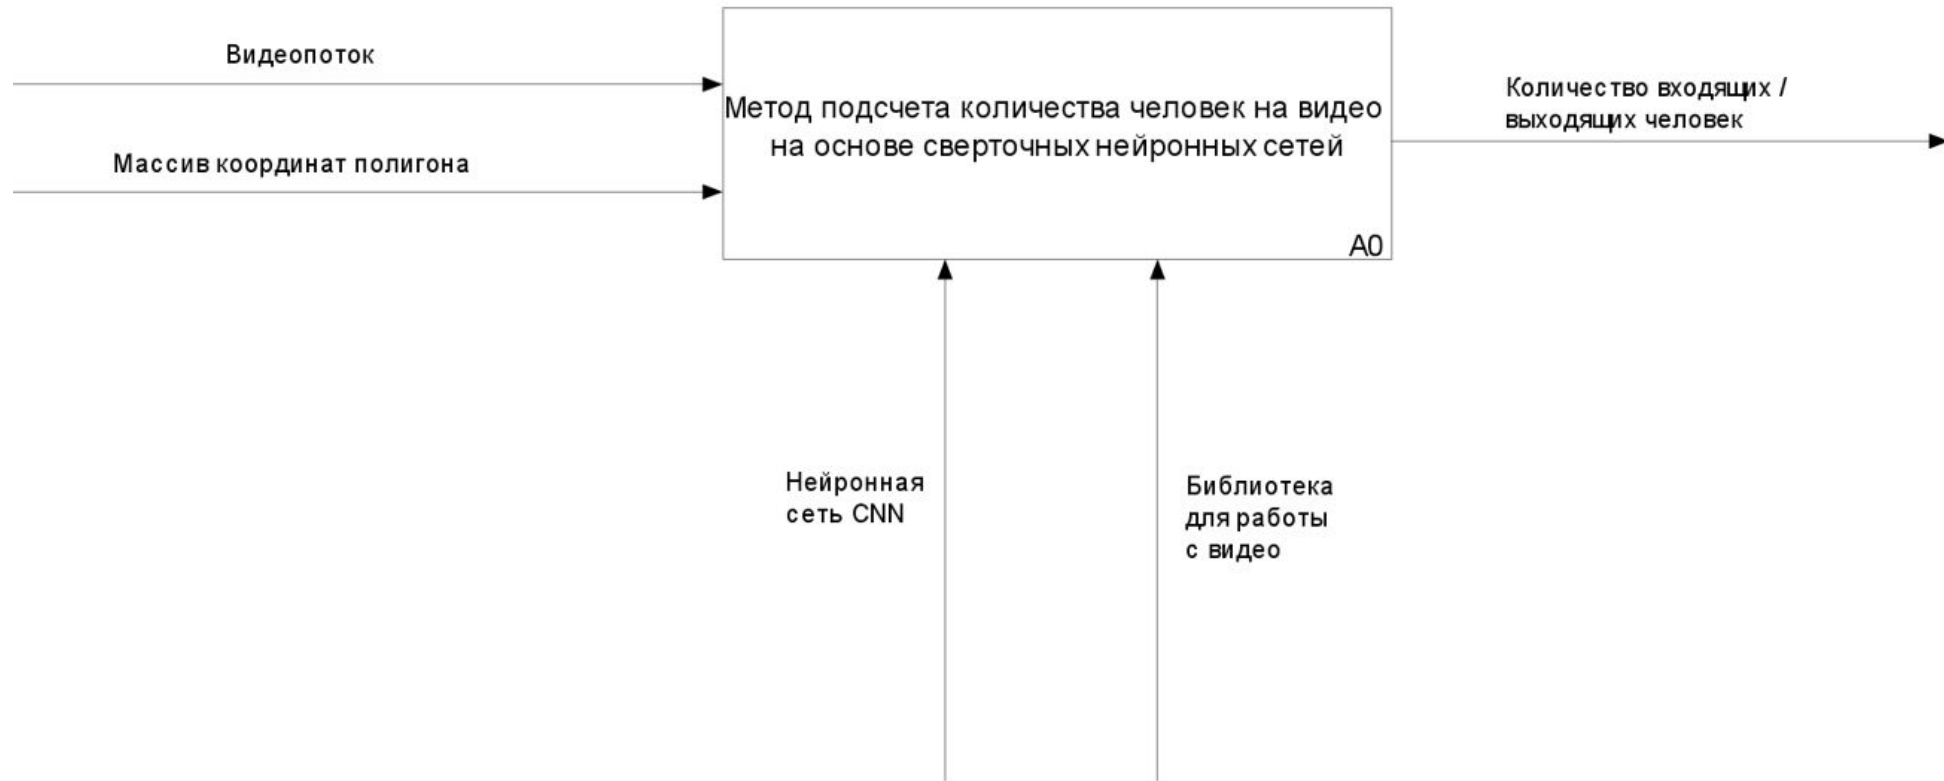 Видеопоток
Массив координат полигона
Метод подсчета количества человек на видео
на основе сверточных нейронных сетей
A0
Количество входящих /
выходящих человек
Нейронная
сеть CNN
Библиотека
для работы
с видео